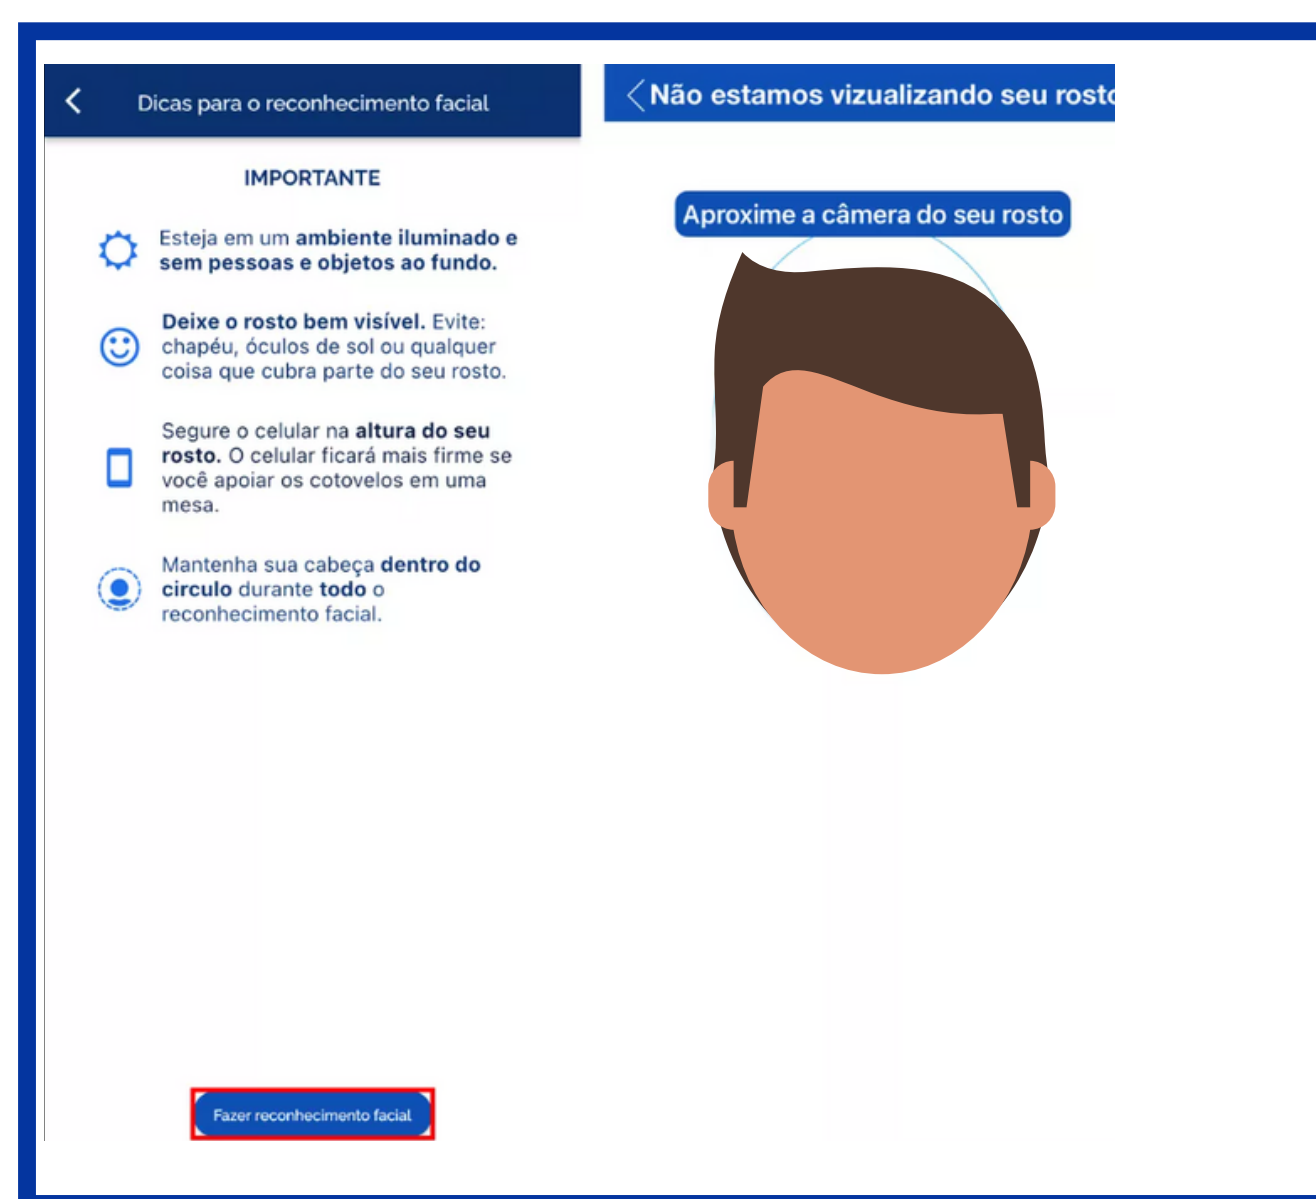 Dicas para o reconhecimento facial
IMPORTANTE
Esteja em um ambiente iluminado e
sem pessoas e objetos ao fundo.
Deixe o rosto bem visível. Evite:
chapéu, óculos de sol ou qualquer
coisa que cubra parte do seu rosto.
Segure o celular na altura do seu
rosto. O celular ficará mais firme se
você apoiar os cotovelos em uma
mesa.
Mantenha sua cabeça dentro do
circulo durante todo o
reconhecimento facial.
Fazer reconhecimento facial
Não estamos vizualizando seu rosto
Aproxime a câmera do seu rosto